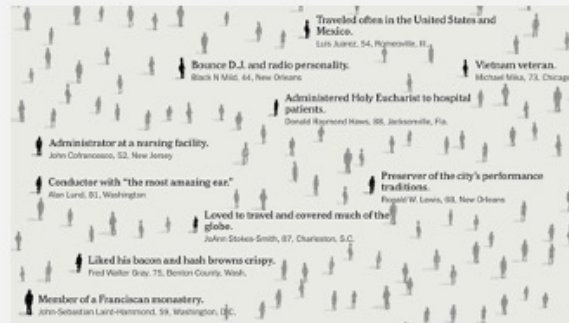 Traveled often in the United States and
Mexico.
Luis Juarez, 54, Romeoville, Ill.
Bounce D.J. and radio personality.
Black N Mild, 44, New Orleans
Vietnam veteran.
Michael Mika, 73, Chicago
Administered Holy Eucharist to hospital
patients.
Donald Raymond Haws, 88, Jacksonville, Fla.
Administrator at a nursing facility.
John Cofrancesco, 52, New Jersey
Preserver of the city's performance
traditions.
Ronald W. Lewis, 68, New Orleans
Conductor with "the most amazing ear."
Alan Lund, 81, Washington
Loved to travel and covered much of the
globe.
JoAnn Stokes-Smith, 87, Charleston, S.C.
Liked his bacon and hash browns crispy.
Fred Walter Gray, 75, Benton County, Wash.
Member of a Franciscan monastery.
John-Sebastian Laird-Hammond, 59, Washington, D.C.